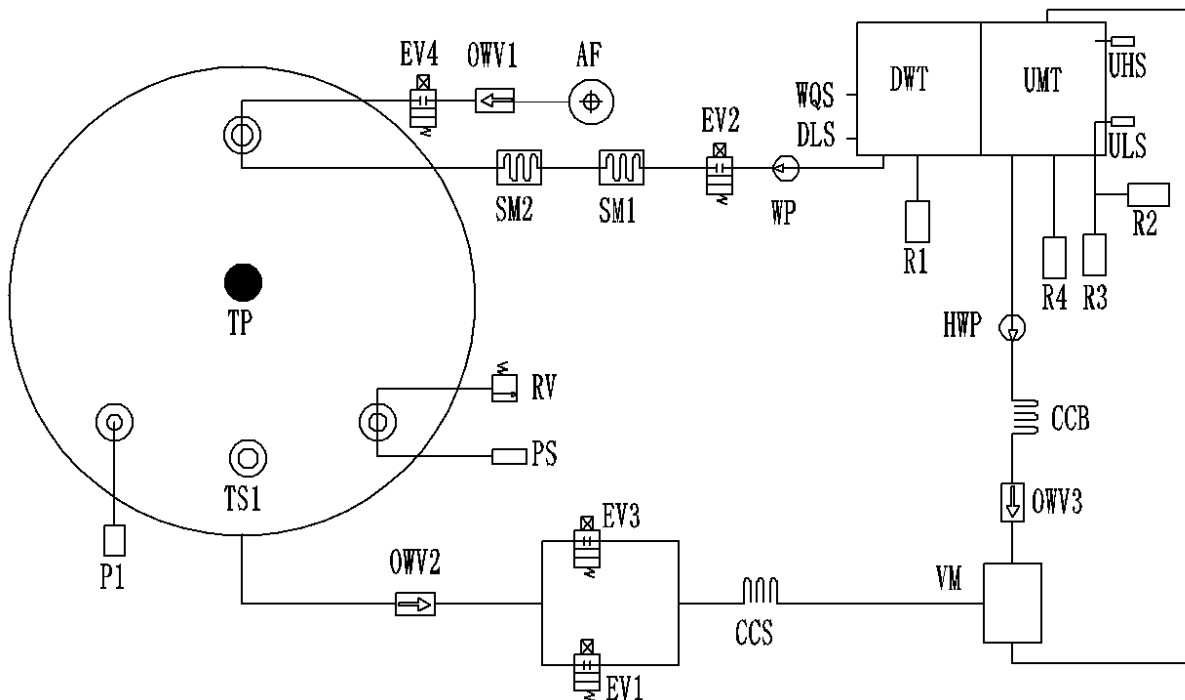 EV4
OWV1
AF
DWT
UMT
UHS
WQS
DLS
EV2
ULS
SM2
SM1
WP
R1
R2
R4
R3
TP
HWP
RV
CCB
PS
TS1
OWV3
EV3
P1
OWV2
VM
CCS
EV1